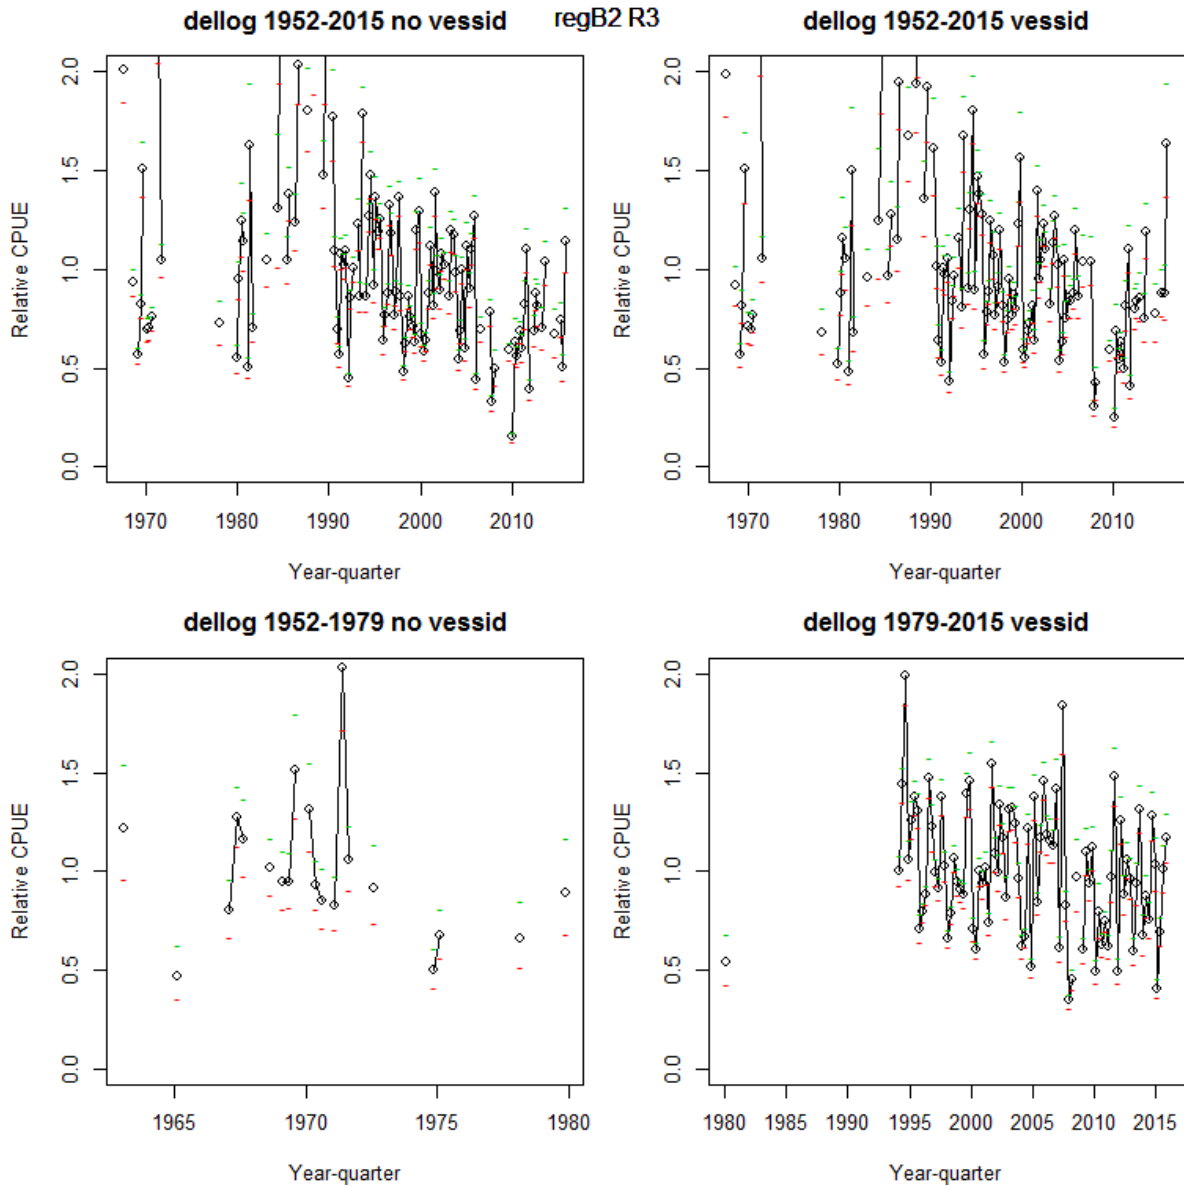 regB2 R3
dellog 1952-2015 no vessid
Relative CPUE
2.0
1.5
1.0
0.5
0.0
1970 1980 1990 2000 2010
Year-quarter
dellog 1952-2015 vessid
Relative CPUE
2.0
1.5
1.0
0.5
0.0
1970 1980 1990 2000 2010
Year-quarter
dellog 1952-1979 no vessid
Relative CPUE
2.0
1.5
1.0
0.5
0.0
1965 1970 1975 1980
Year-quarter
dellog 1979-2015 vessid
Relative CPUE
2.0
1.5
1.0
0.5
0.0
1980 1985 1990 1995 2000 2005 2010 2015
Year-quarter